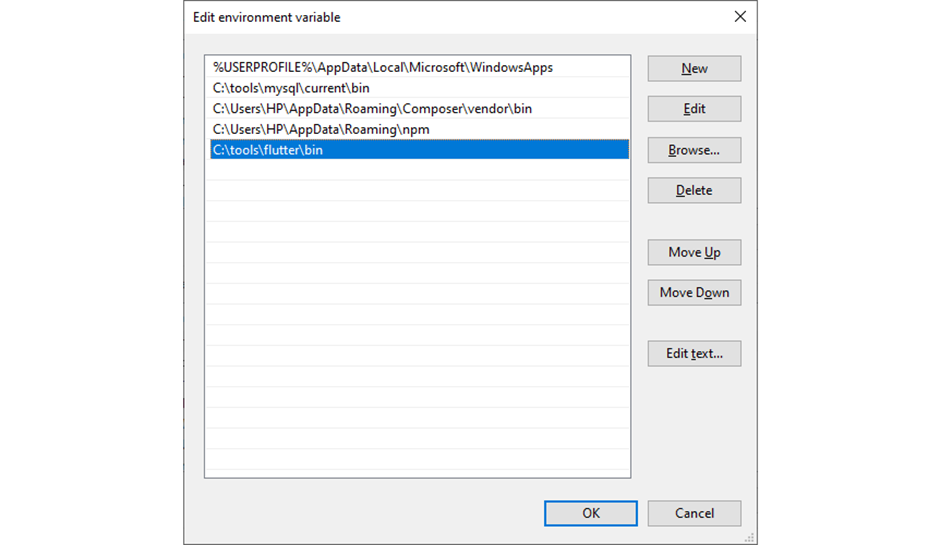 Edit environment variable
%USERPROFILE%\AppData\Local\Microsoft\WindowsApps
C:\tools\mysql\current\bin
C:\Users\HP\AppData\Roaming\Composer\vendor\bin
C:\Users\HP\AppData\Roaming\npm
C:\tools\flutter\bin
New
Edit
Browse...
Delete
Move Up
Move Down
Edit text...
OK
Cancel